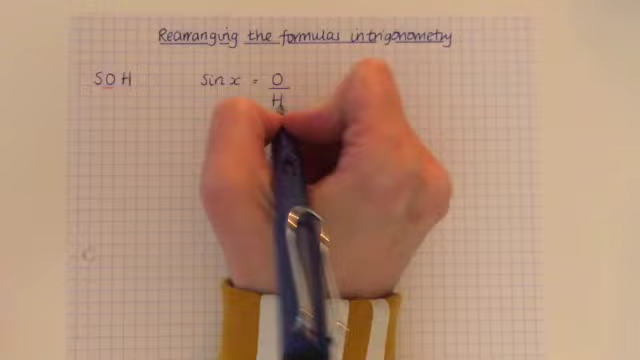 Rearranging the formulas in trigonometry
SOH sin x = O/H